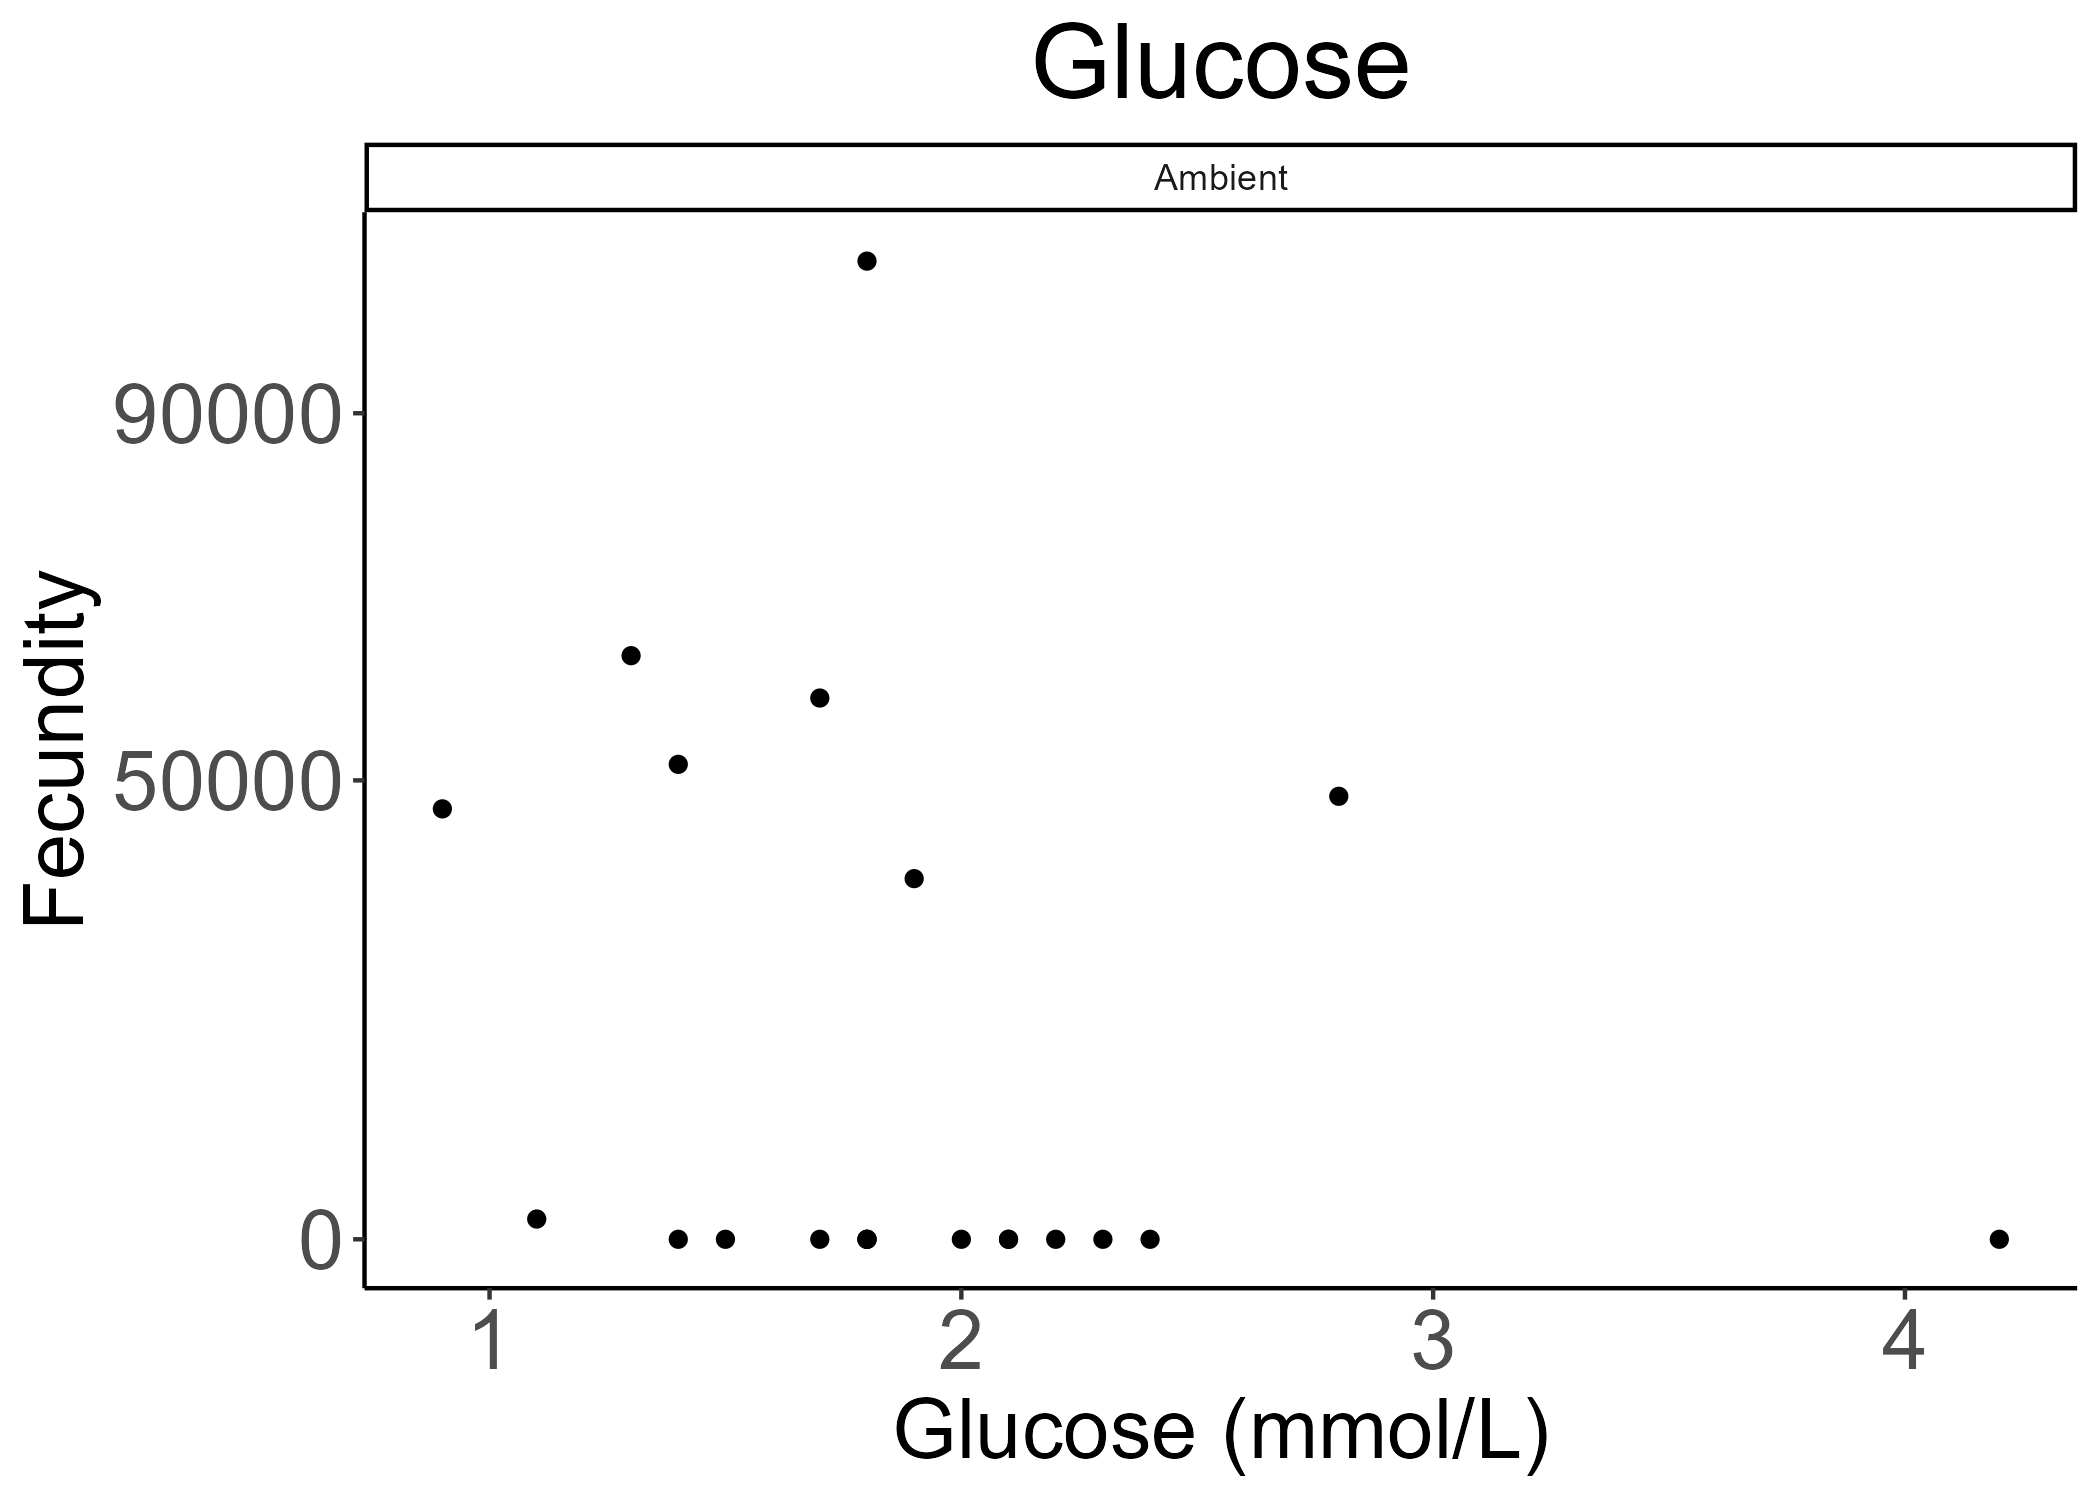 Glucose
Ambient
90000
50000
0
Fecundity
1 2 3 4
Glucose (mmol/L)